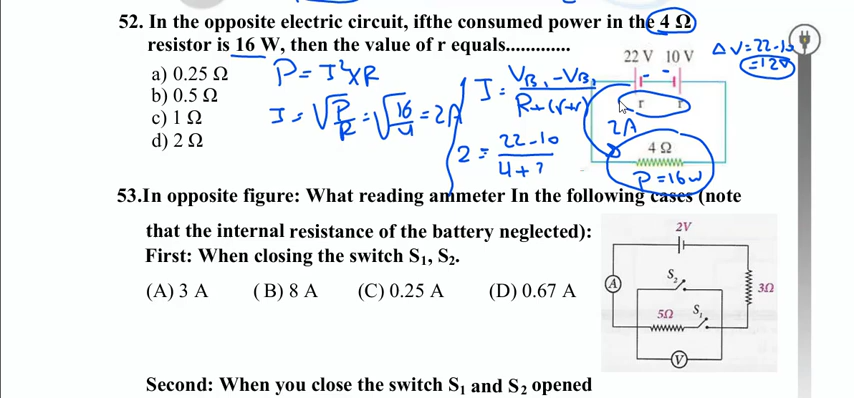 52. In the opposite electric circuit, ifthe consumed power in the 4 Ω
resistor is 16 W, then the value of r equals.............
a) 0.25 Ω
b) 0.5 Ω
c) 1 Ω
d) 2 Ω
P = I²×R
I = √P/R = √16/4 = 2A
I = VB₁ - VB₂ / R+(r+r)
2 = 22-10 / 4+?
22 V 10 V
ΔV=22-10
=12V
r r
2A
4 Ω
P=16W
53.In opposite figure: What reading ammeter In the following cases (note
that the internal resistance of the battery neglected):
First: When closing the switch S₁, S₂.
(A) 3 A (B) 8 A (C) 0.25 A (D) 0.67 A
2V
A
S₂
3Ω
5Ω S₁
V
Second: When you close the switch S₁ and S₂ opened